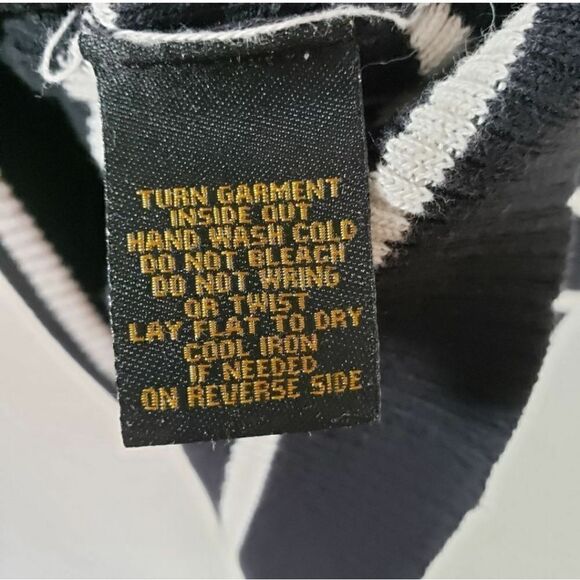 TURN GARMENT
INSIDE OUT
HAND WASH COLD
DO NOT BLEACH
DO NOT WRING
OR TWIST
LAY FLAT TO DRY
COOL IRON
IF NEEDED
ON REVERSE SIDE